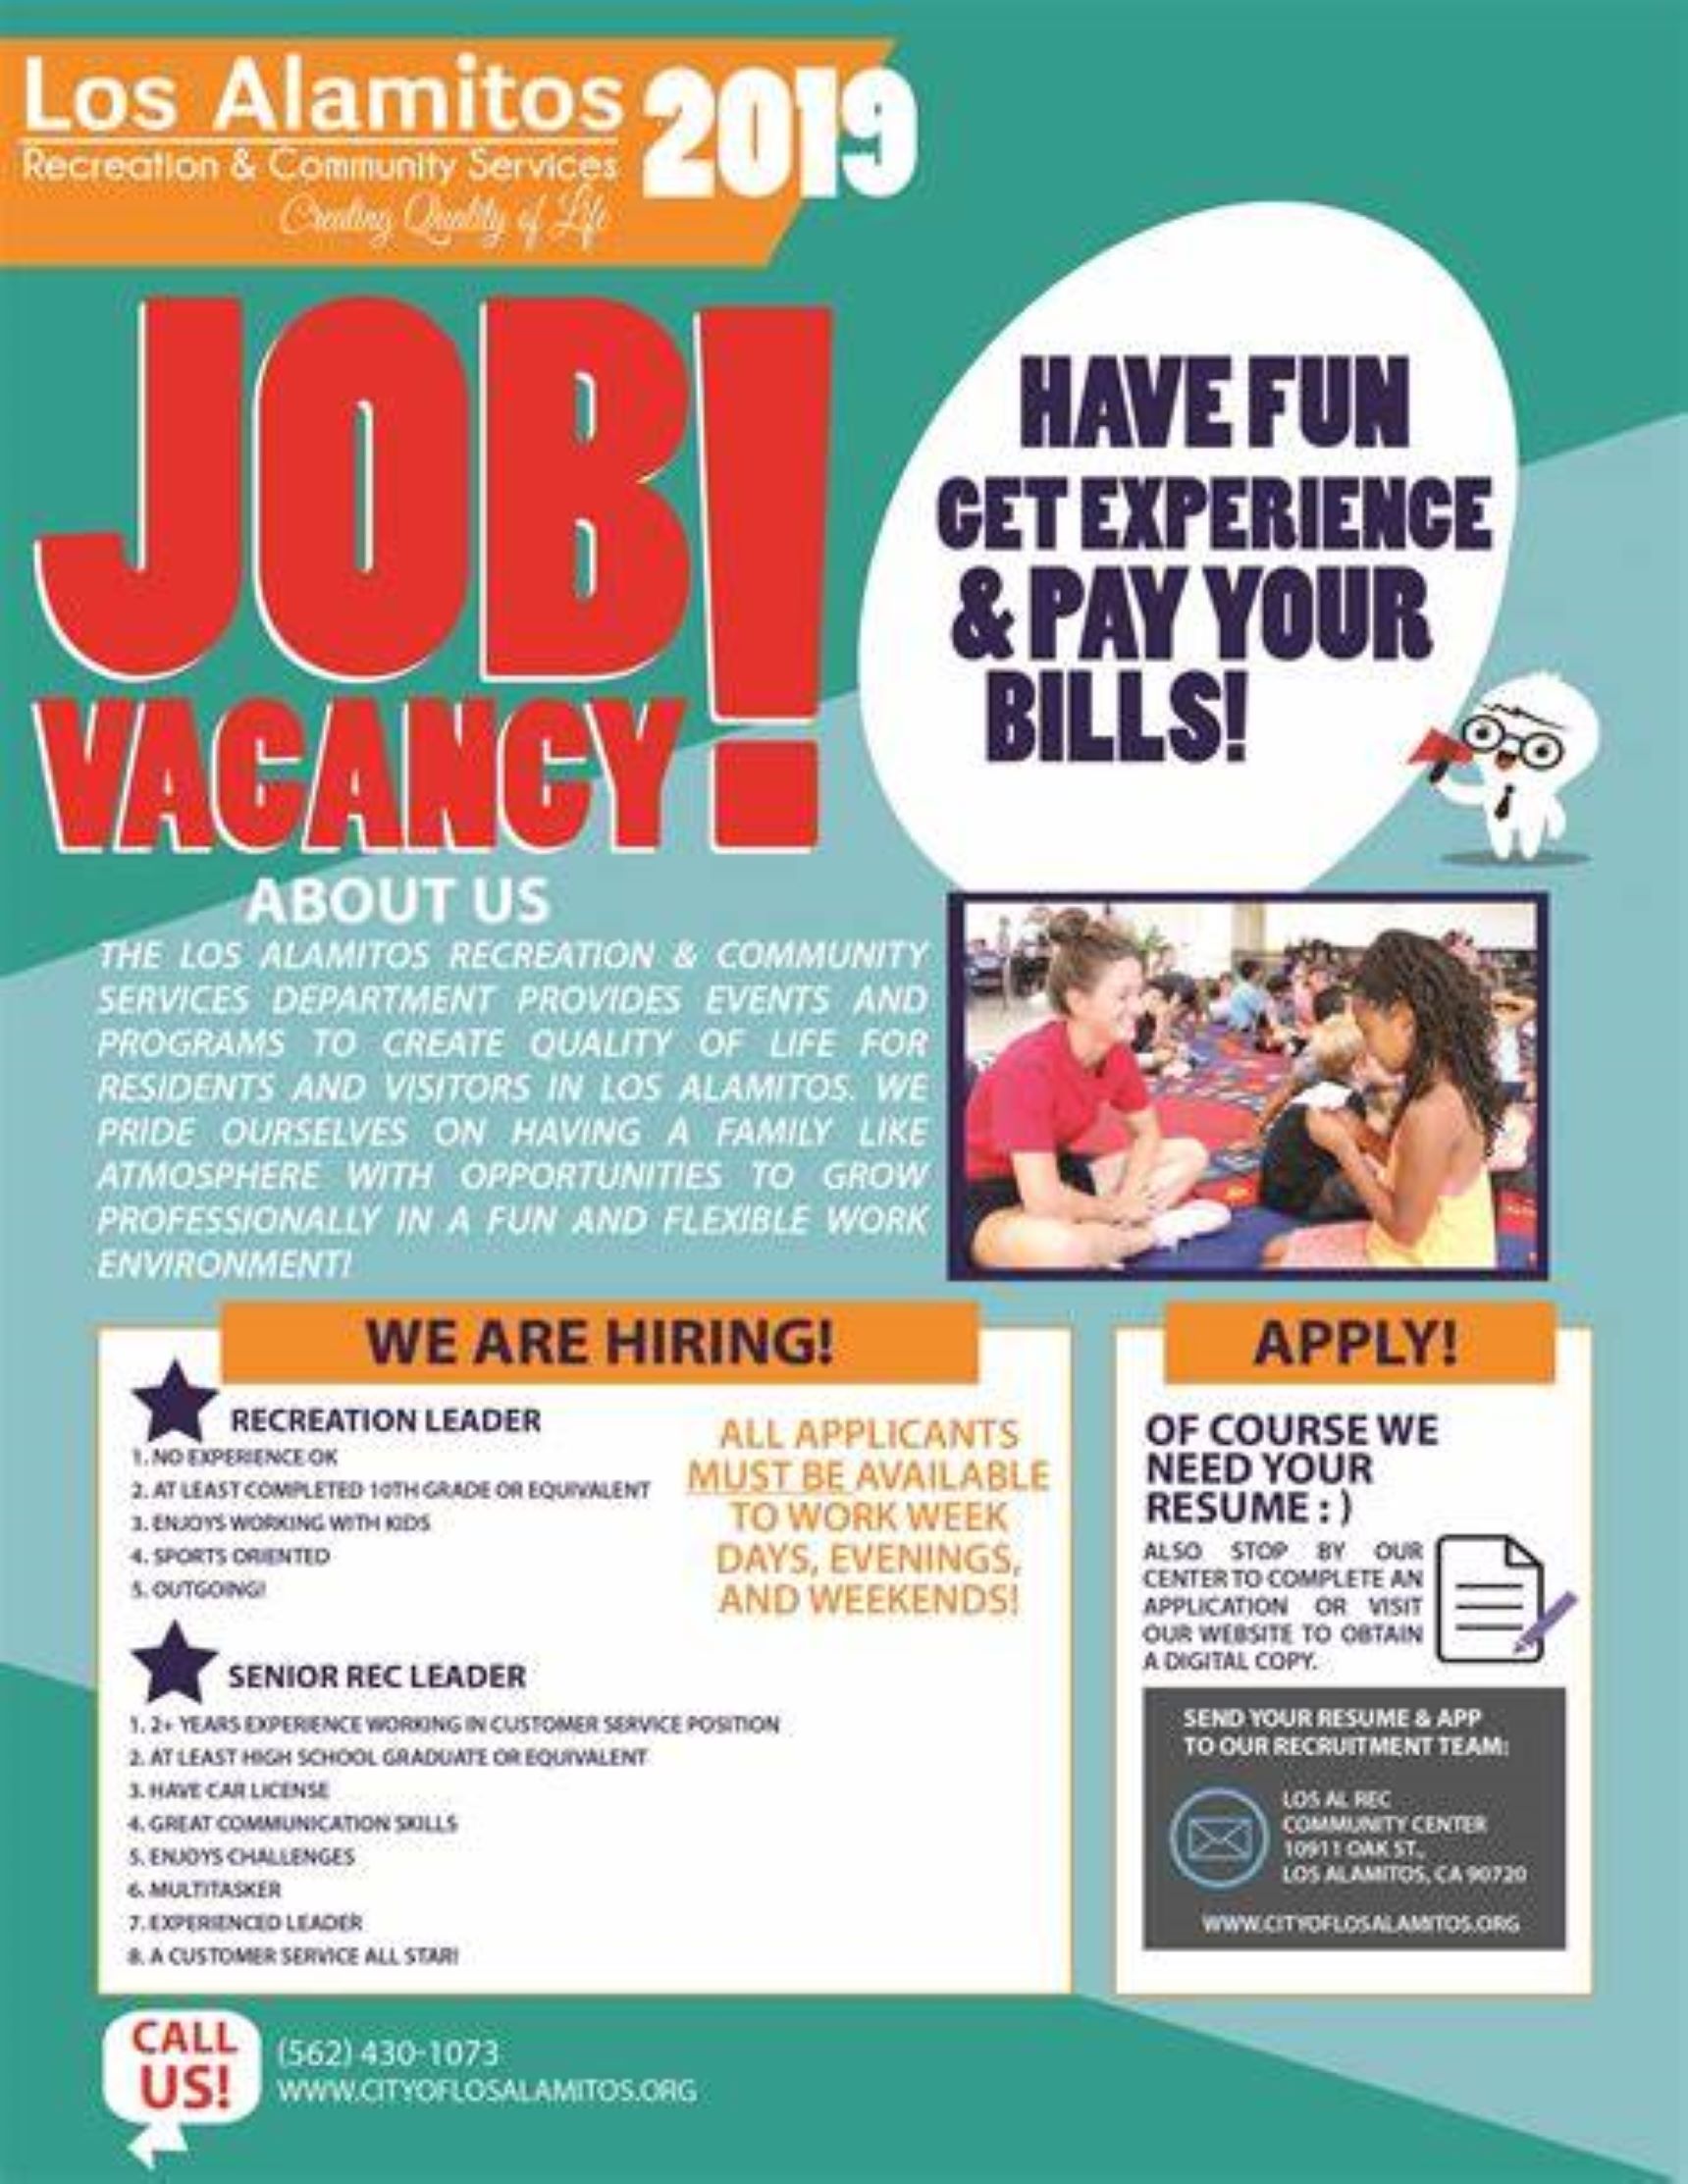 Los Alamitos 2019
Recreation & Community Services
Creating Quality of Life
JOB!
VACANCY
HAVE FUN
GET EXPERIENCE
& PAY YOUR
BILLS!
ABOUT US
THE LOS ALAMITOS RECREATION & COMMUNITY
SERVICES DEPARTMENT PROVIDES EVENTS AND
PROGRAMS TO CREATE QUALITY OF LIFE FOR
RESIDENTS AND VISITORS IN LOS ALAMITOS. WE
PRIDE OURSELVES ON HAVING A FAMILY LIKE
ATMOSPHERE WITH OPPORTUNITIES TO GROW
PROFESSIONALLY IN A FUN AND FLEXIBLE WORK
ENVIRONMENT!
WE ARE HIRING!
RECREATION LEADER
1. NO EXPERIENCE OK
2. AT LEAST COMPLETED 10TH GRADE OR EQUIVALENT
3. ENJOYS WORKING WITH KIDS
4. SPORTS ORIENTED
5. OUTGOING!
ALL APPLICANTS
MUST BE AVAILABLE
TO WORK WEEK
DAYS, EVENINGS,
AND WEEKENDS!
SENIOR REC LEADER
1. 2+ YEARS EXPERIENCE WORKING IN CUSTOMER SERVICE POSITION
2. AT LEAST HIGH SCHOOL GRADUATE OR EQUIVALENT
3. HAVE CAR LICENSE
4. GREAT COMMUNICATION SKILLS
5. ENJOYS CHALLENGES
6. MULTITASKER
7. EXPERIENCED LEADER
8. A CUSTOMER SERVICE ALL STAR!
APPLY!
OF COURSE WE
NEED YOUR
RESUME : )
ALSO STOP BY OUR
CENTER TO COMPLETE AN
APPLICATION OR VISIT
OUR WEBSITE TO OBTAIN
A DIGITAL COPY.
SEND YOUR RESUME & APP
TO OUR RECRUITMENT TEAM:
LOS AL REC
COMMUNITY CENTER
10911 OAK ST.,
LOS ALAMITOS, CA 90720
WWW.CITYOFLOSALAMITOS.ORG
CALL
US!
(562) 430-1073
WWW.CITYOFLOSALAMITOS.ORG